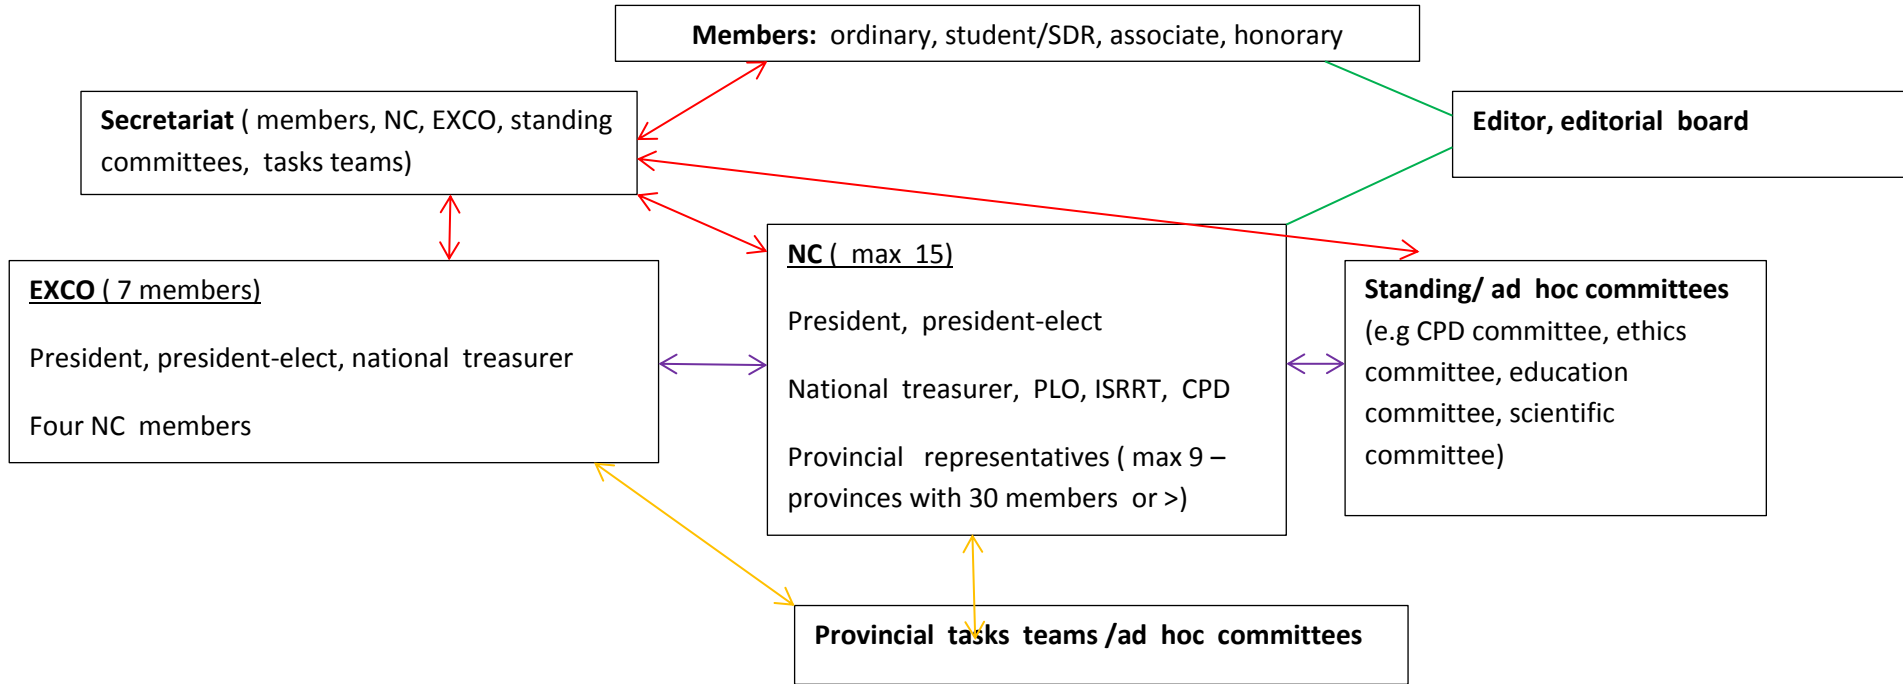 Members: ordinary, student/SDR, associate, honorary
Secretariat ( members, NC, EXCO, standing
committees, tasks teams)
Editor, editorial board
EXCO ( 7 members)
President, president-elect, national treasurer
Four NC members
NC ( max 15)
President, president-elect
National treasurer, PLO, ISRRT, CPD
Provincial representatives ( max 9 –
provinces with 30 members or >)
Standing/ ad hoc committees
(e.g CPD committee, ethics
committee, education
committee, scientific
committee)
Provincial tasks teams /ad hoc committees